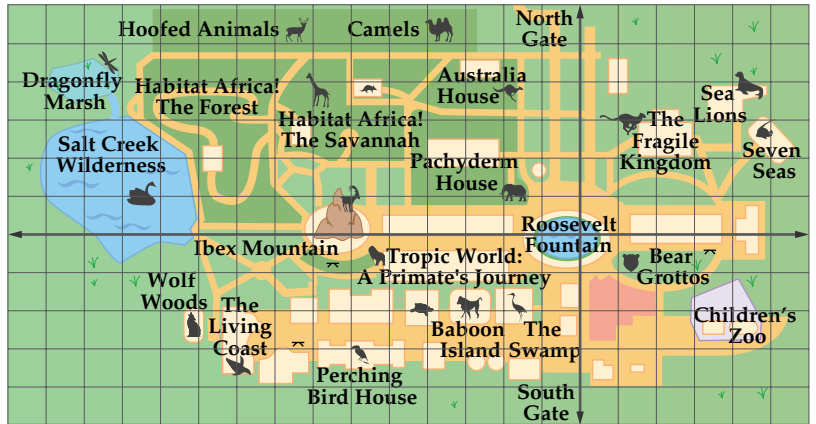 Hoofed Animals
Camels
North
Gate
Dragonfly
Marsh
Habitat Africa!
The Forest
Australia
House
Sea
Lions
Habitat Africa!
The Savannah
The
Fragile
Kingdom
Seven
Seas
Salt Creek
Wilderness
Pachyderm
House
Roosevelt
Fountain
Ibex Mountain
Tropic World:
A Primate's Journey
Bear
Grottos
Wolf
Woods
The
Living
Coast
Baboon
Island
The
Swamp
Children's
Zoo
Perching
Bird House
South
Gate